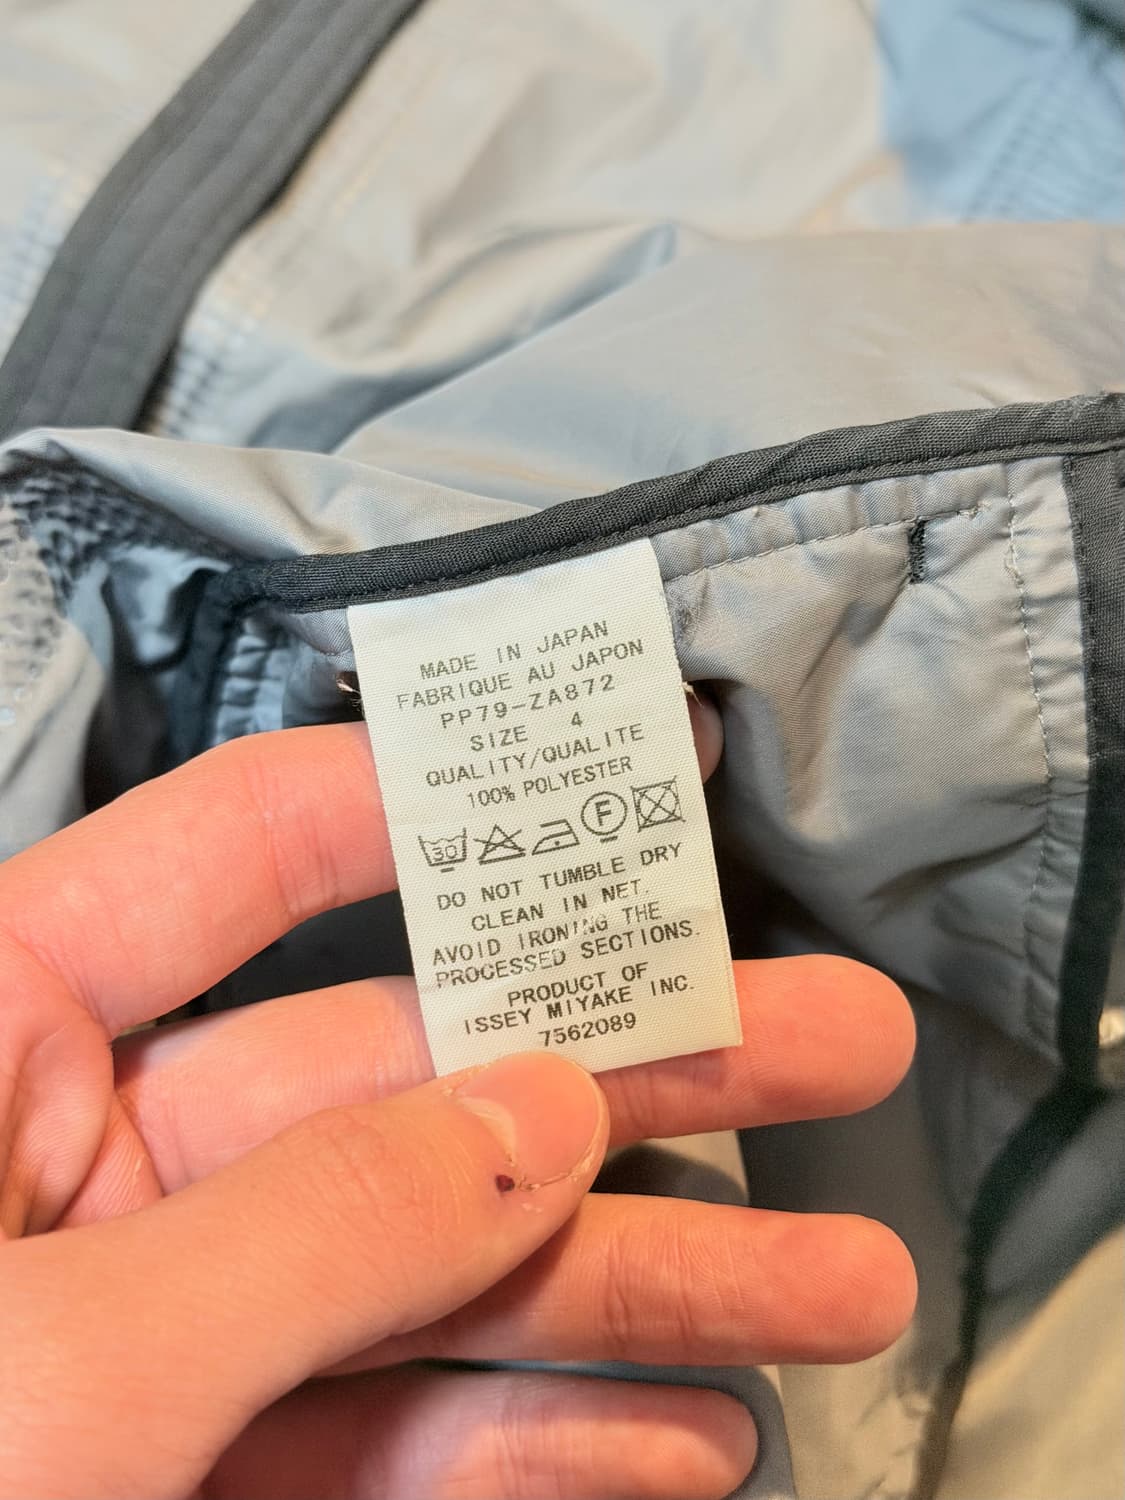 MADE IN JAPAN
FABRIQUE AU JAPON
PP79-ZA872
SIZE 4
QUALITY/QUALITE
100% POLYESTER
30 F
DO NOT TUMBLE DRY
CLEAN IN NET.
AVOID IRONING THE
PROCESSED SECTIONS.
PRODUCT OF
ISSEY MIYAKE INC.
7562089